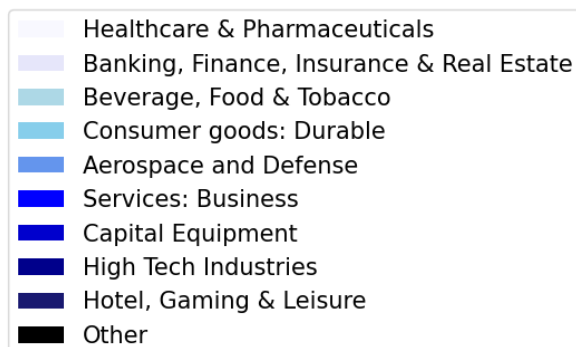 Healthcare & Pharmaceuticals
Banking, Finance, Insurance & Real Estate
Beverage, Food & Tobacco
Consumer goods: Durable
Aerospace and Defense
Services: Business
Capital Equipment
High Tech Industries
Hotel, Gaming & Leisure
Other